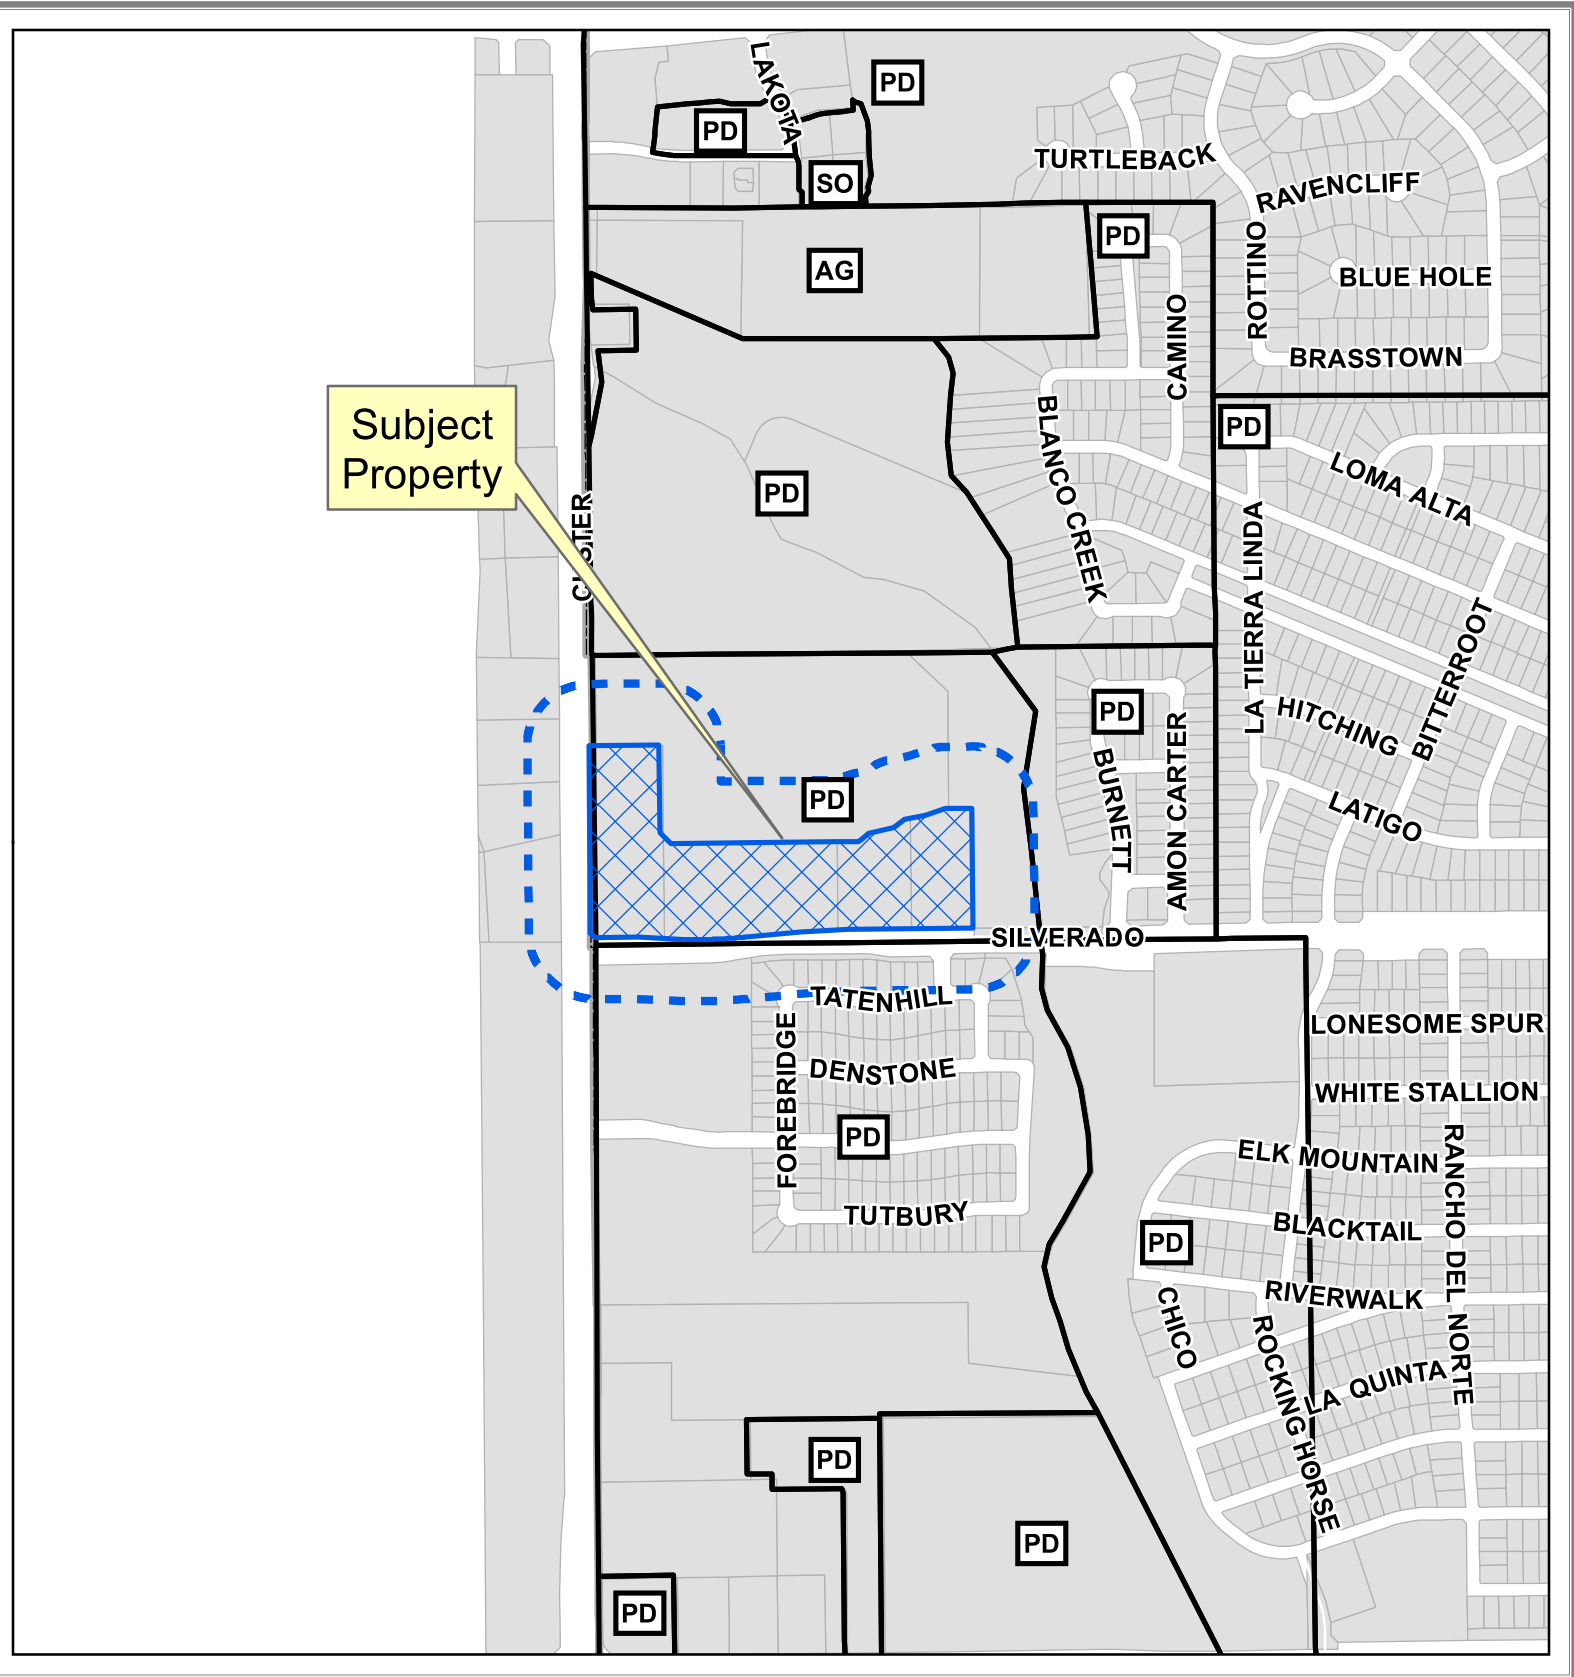 LAKOTA
PD
PD
SO
TURTLEBACK
RAVENCLIFF
PD
AG
ROTTINO
BLUE HOLE
CAMINO
BRASSTOWN
Subject
Property
BLANCO CREEK
PD
LOMA ALTA
PD
CUSTER
LA TIERRA LINDA
BITTERROOT
HITCHING
PD
BURNETT
AMON CARTER
PD
LATIGO
SILVERADO
TATENHILL
FOREBRIDGE
LONESOME SPUR
DENSTONE
WHITE STALLION
PD
RANCHO DEL NORTE
ELK MOUNTAIN
TUTBURY
BLACKTAIL
PD
RIVERWALK
CHICO
ROCKING HORSE
LA QUINTA
PD
PD
PD